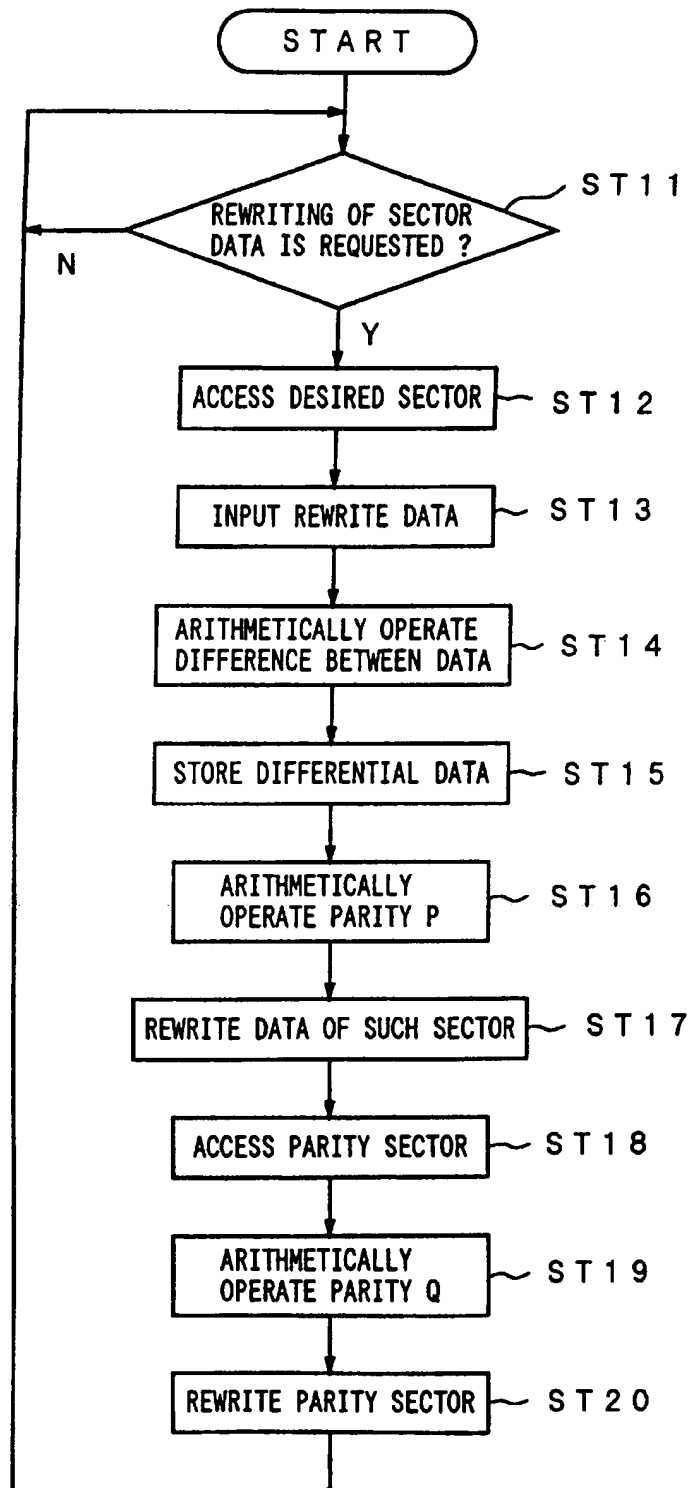 START
ST11
REWRITING OF SECTOR
DATA IS REQUESTED ?
N
Y
ACCESS DESIRED SECTOR
ST12
INPUT REWRITE DATA
ST13
ARITHMETICALLY OPERATE
DIFFERENCE BETWEEN DATA
ST14
STORE DIFFERENTIAL DATA
ST15
ARITHMETICALLY
OPERATE PARITY P
ST16
REWRITE DATA OF SUCH SECTOR
ST17
ACCESS PARITY SECTOR
ST18
ARITHMETICALLY
OPERATE PARITY Q
ST19
REWRITE PARITY SECTOR
ST20